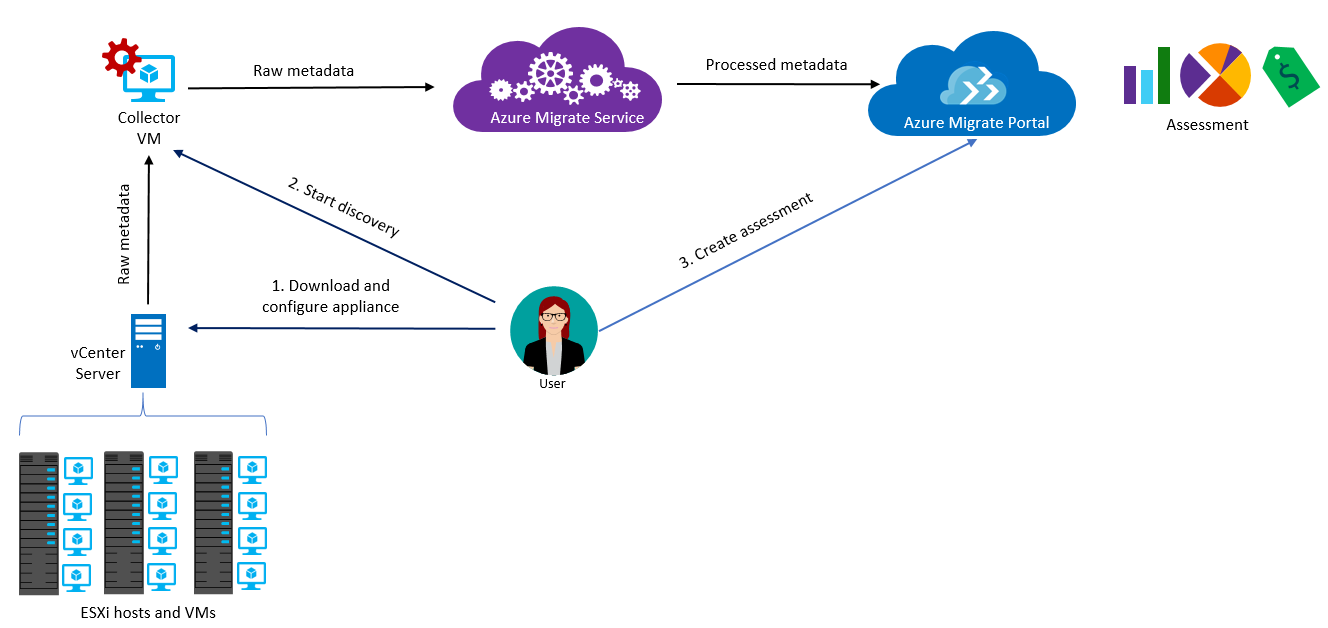 Raw metadata
Processed metadata
Collector
VM
Azure Migrate Service
Azure Migrate Portal
Assessment
Raw metadata
2. Start discovery
3. Create assessment
1. Download and
configure appliance
vCenter
Server
User
ESXi hosts and VMs